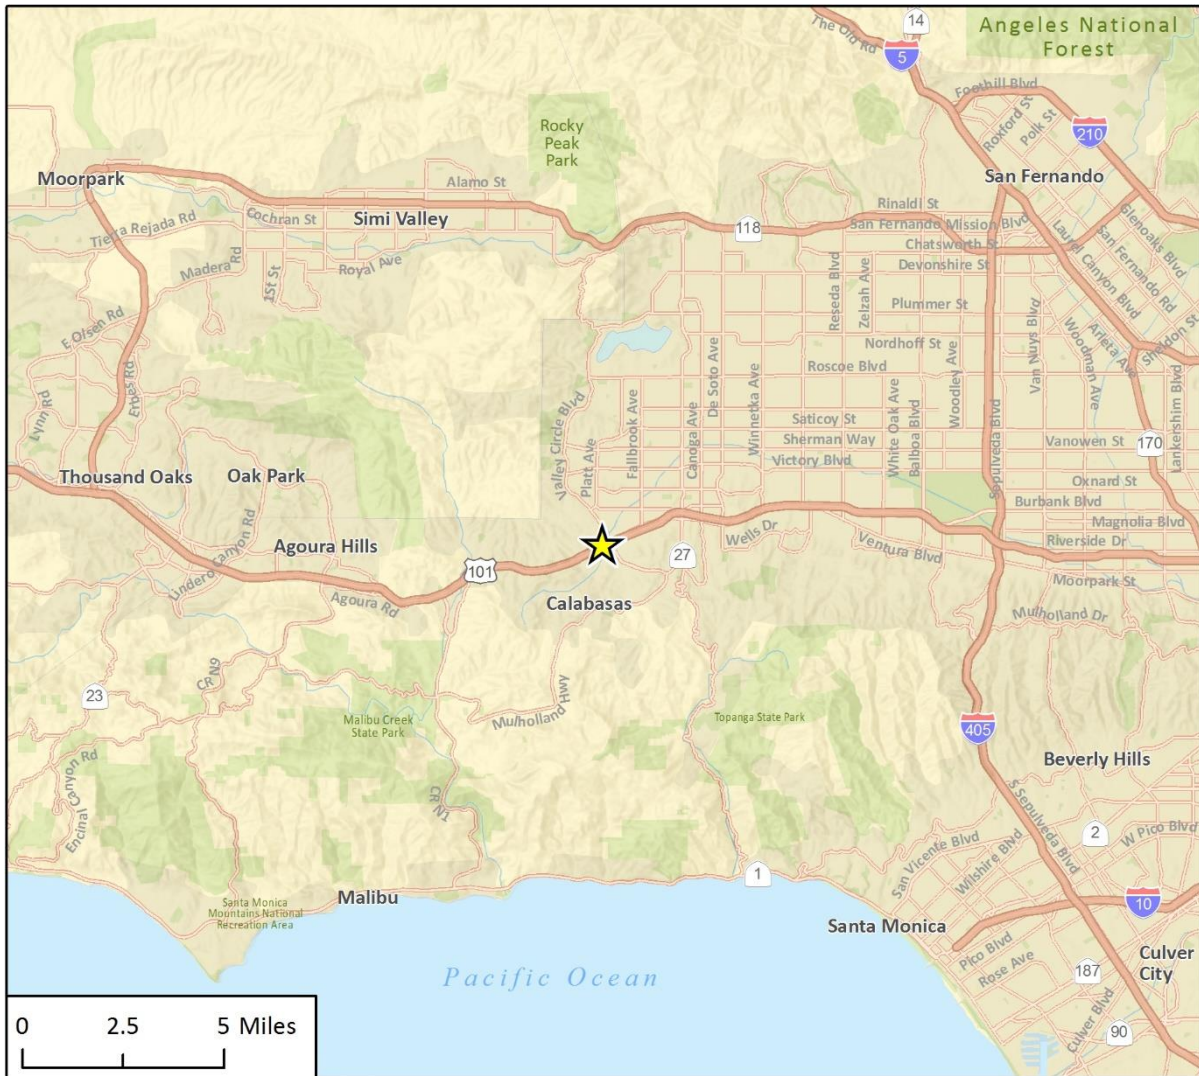 The Old Rd
14
Angeles National
Forest
5
Foothill Blvd
Roxford St
Polk St
210
Rocky
Peak
Park
Moorpark
Alamo St
San Fernando
Rinaldi St
Cochran St
Simi Valley
118
San Fernando Mission Blvd
Tierra Rejada Rd
Chatsworth St
Glenoaks Blvd
Laurel Canyon Blvd
San Fernando Rd
Madera Rd
1St St
Royal Ave
Devonshire St
Reseda Blvd
Zelzah Ave
Plummer St
Van Nuys Blvd
Woodman Ave
Arleta Ave
Sheldon St
E Olsen Rd
Nordhoff St
Erbes Rd
Roscoe Blvd
De Soto Ave
Winnetka Ave
Woodley Ave
Lynn Rd
Valley Circle Blvd
Platt Ave
Fallbrook Ave
Canoga Ave
Saticoy St
White Oak Ave
Balboa Blvd
Sepulveda Blvd
Lankershim Blvd
Sherman Way
Vanowen St
170
Thousand Oaks
Oak Park
Victory Blvd
Oxnard St
Burbank Blvd
Lindero Canyon Rd
Magnolia Blvd
Wells Dr
Riverside Dr
Agoura Hills
Ventura Blvd
27
101
Moorpark St
Agoura Rd
Calabasas
Mulholland Dr
CR N9
23
Mulholland Hwy
Malibu Creek
State Park
Topanga State Park
405
Encinal Canyon Rd
Beverly Hills
CR N1
S Sepulveda Blvd
2
W Pico Blvd
San Vicente Blvd
Wilshire Blvd
1
Malibu
Santa Monica
Mountains National
Recreation Area
10
Santa Monica
Pico Blvd
Rose Ave
Culver
City
187
Pacific Ocean
Culver Blvd
90
0 2.5 5 Miles